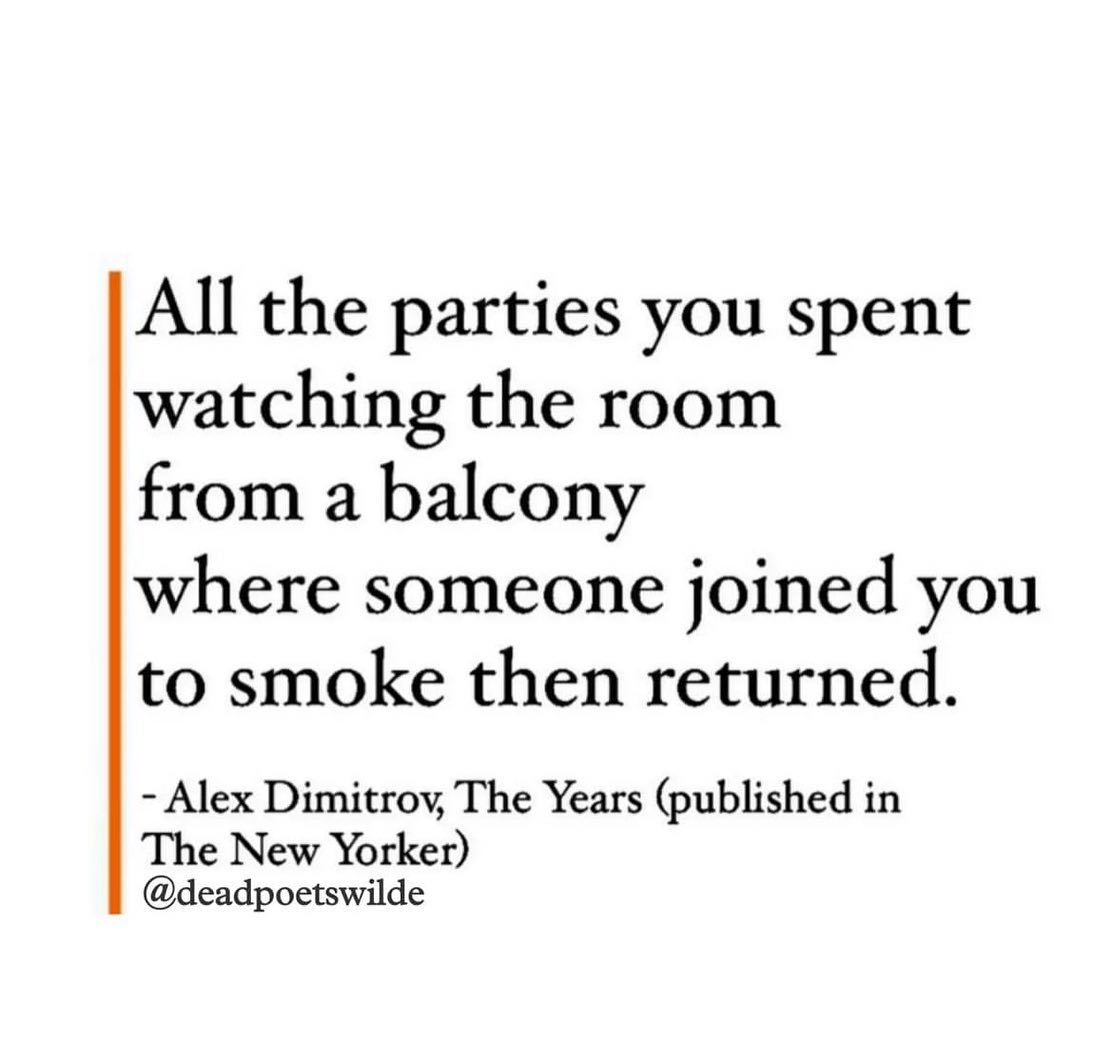 All the parties you spent
watching the room
from a balcony
where someone joined you
to smoke then returned.
- Alex Dimitrov, The Years (published in
The New Yorker)
@deadpoetswilde